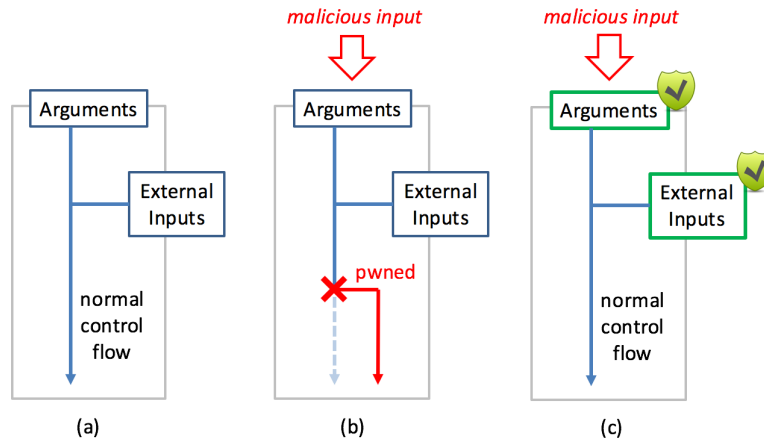 Arguments
External
Inputs
normal
control
flow
(a)
malicious input
Arguments
External
Inputs
pwned
(b)
malicious input
Arguments
External
Inputs
normal
control
flow
(c)